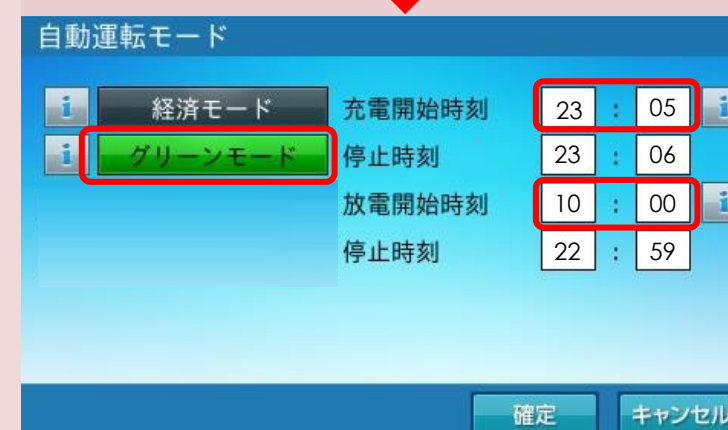 自動運転モード
i 経済モード 充電開始時刻 23 : 05 i
i グリーンモード 停止時刻 23 : 06
放電開始時刻 10 : 00 i
停止時刻 22 : 59
確定 キャンセル